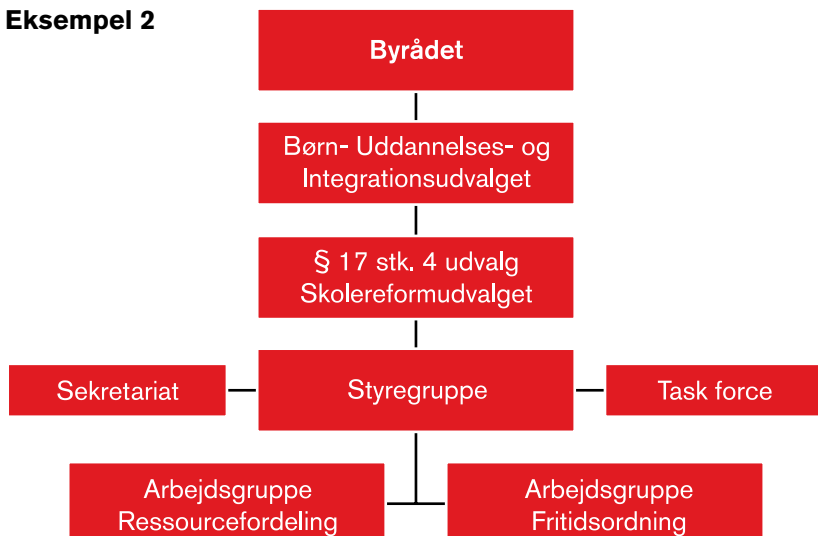 Eksempel 2
Byrådet
Børn- Uddannelses- og
Integrationsudvalget
§ 17 stk. 4 udvalg
Skolereformudvalget
Sekretariat
Styregruppe
Task force
Arbejdsgruppe
Ressourcefordeling
Arbejdsgruppe
Fritidsordning